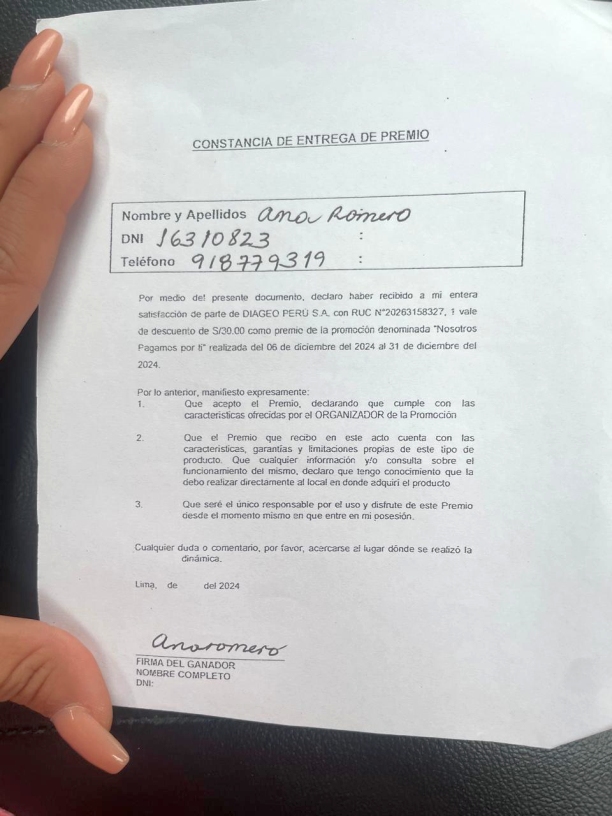 CONSTANCIA DE ENTREGA DE PREMIO
Nombre y Apellidos Ana Romero
DNI 16310823 :
Teléfono 918779319 :
Por medio del presente documento, declaro haber recibido a mi entera
satisfacción de parte de DIAGEO PERÚ S.A. con RUC N°20263158327, 1 vale
de descuento de S/30.00 como premio de la promoción denominada "Nosotros
Pagamos por ti" realizada del 06 de diciembre del 2024 al 31 de diciembre del
2024.
Por lo anterior, manifiesto expresamente:
1. Que acepto el Premio, declarando que cumple con las
características ofrecidas por el ORGANIZADOR de la Promoción
2. Que el Premio que recibo en este acto cuenta con las
características, garantías y limitaciones propias de este tipo de
producto. Que cualquier información y/o consulta sobre el
funcionamiento del mismo, declaro que tengo conocimiento que la
debo realizar directamente al local en donde adquirí el producto
3. Que seré el único responsable por el uso y disfrute de este Premio
desde el momento mismo en que entre en mi posesión.
Cualquier duda o comentario, por favor, acercarse al lugar dónde se realizó la
dinámica.
Lima, de del 2024
Anaromero
FIRMA DEL GANADOR
NOMBRE COMPLETO
DNI: